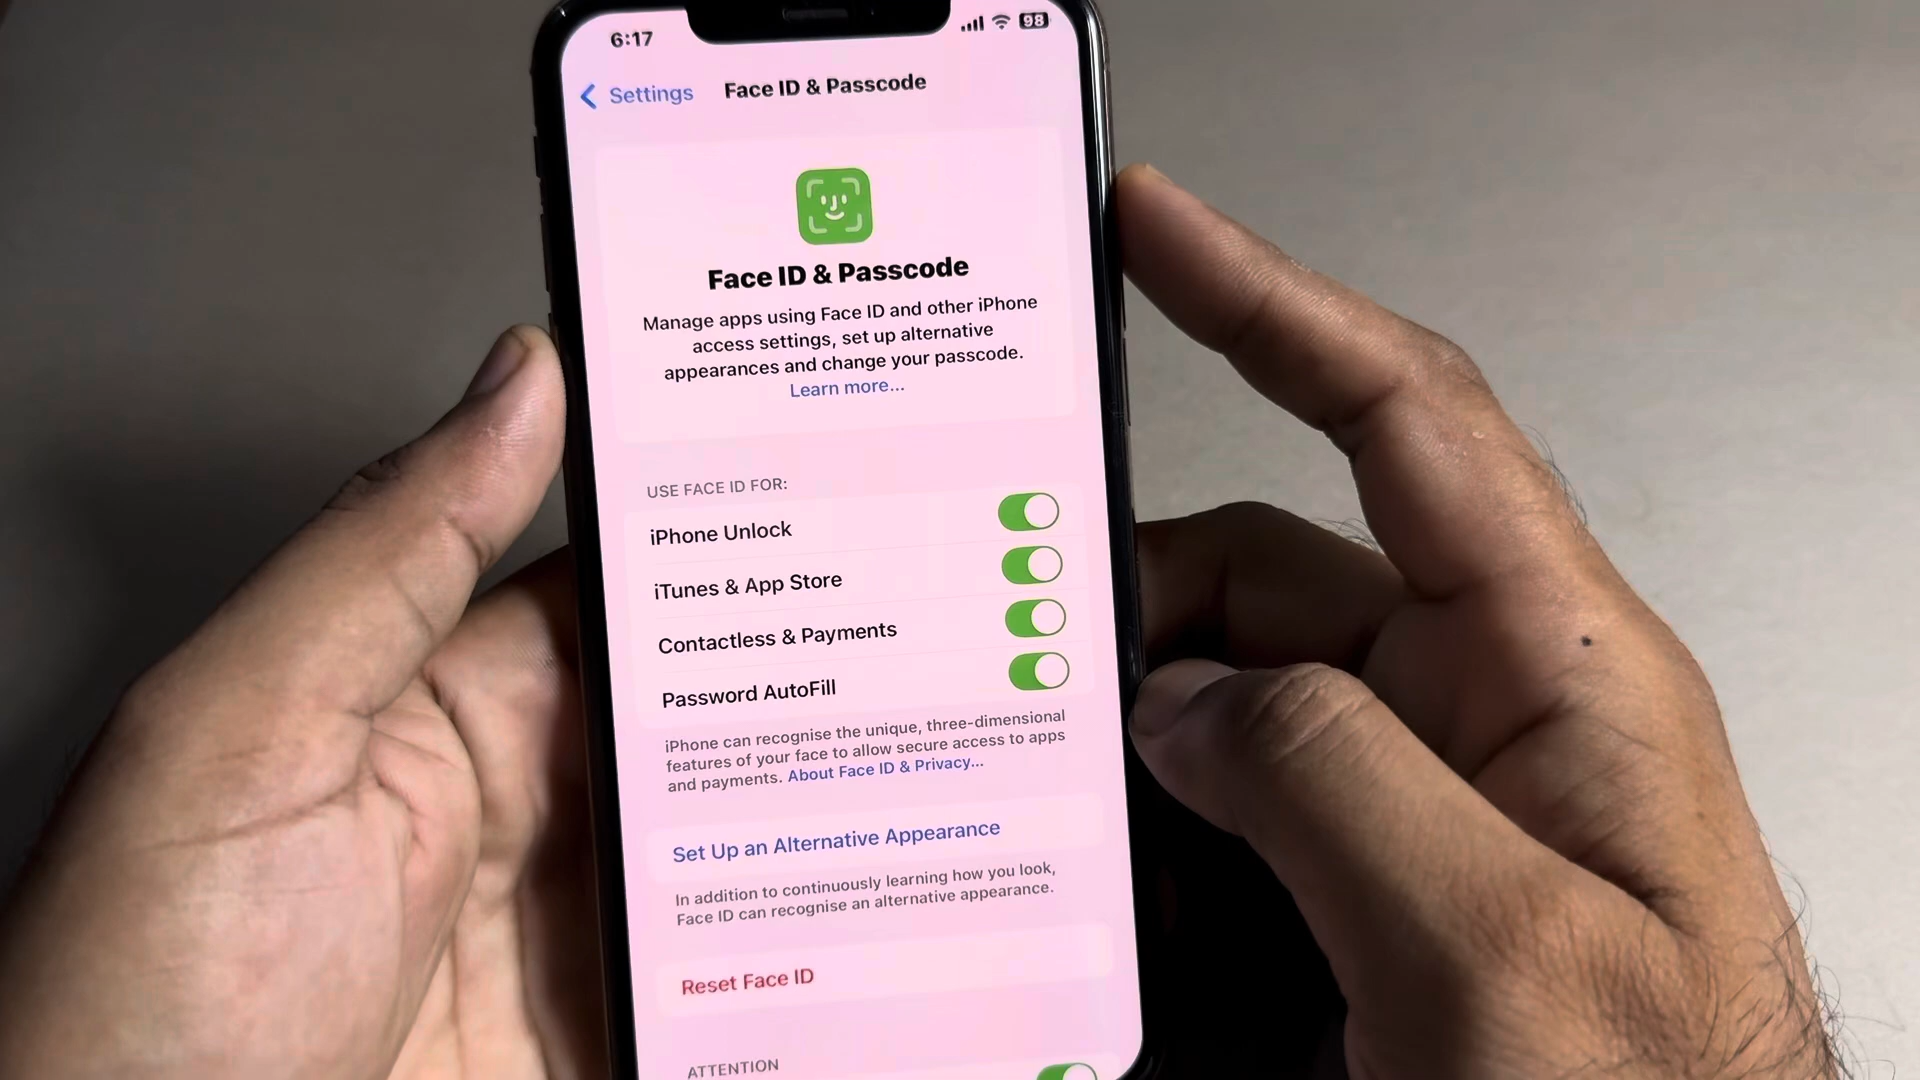 6:17
98
Settings
Face ID & Passcode
Face ID & Passcode
Manage apps using Face ID and other iPhone
access settings, set up alternative
appearances and change your passcode.
Learn more...
USE FACE ID FOR:
iPhone Unlock
iTunes & App Store
Contactless & Payments
Password AutoFill
iPhone can recognise the unique, three-dimensional
features of your face to allow secure access to apps
and payments. About Face ID & Privacy...
Set Up an Alternative Appearance
In addition to continuously learning how you look,
Face ID can recognise an alternative appearance.
Reset Face ID
ATTENTION